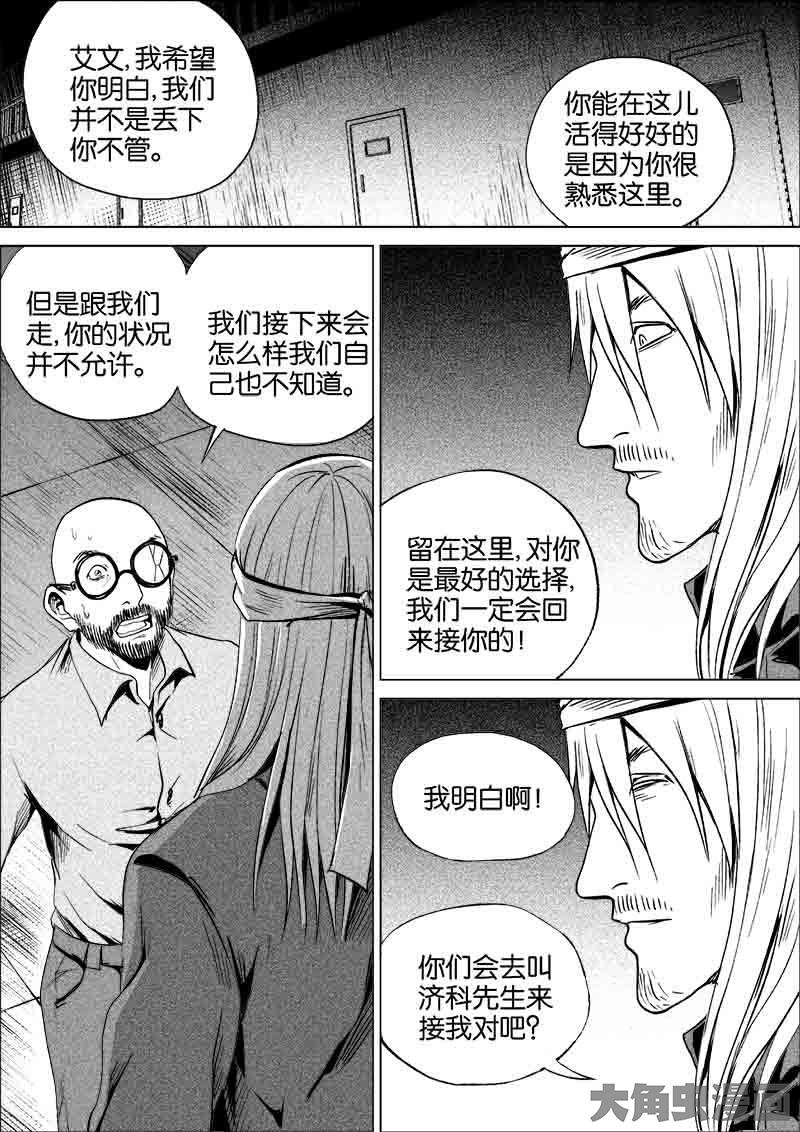 艾文,我希望
你明白,我们
并不是丢下
你不管。
你能在这儿
活得好好的
是因为你很
熟悉这里。
但是跟我们
走,你的状况
并不允许。
我们接下来会
怎么样我们自
己也不知道。
留在这里,对你
是最好的选择,
我们一定会回
来接你的!
我明白啊!
你们会去叫
济科先生来
接我对吧?
大角虫漫画